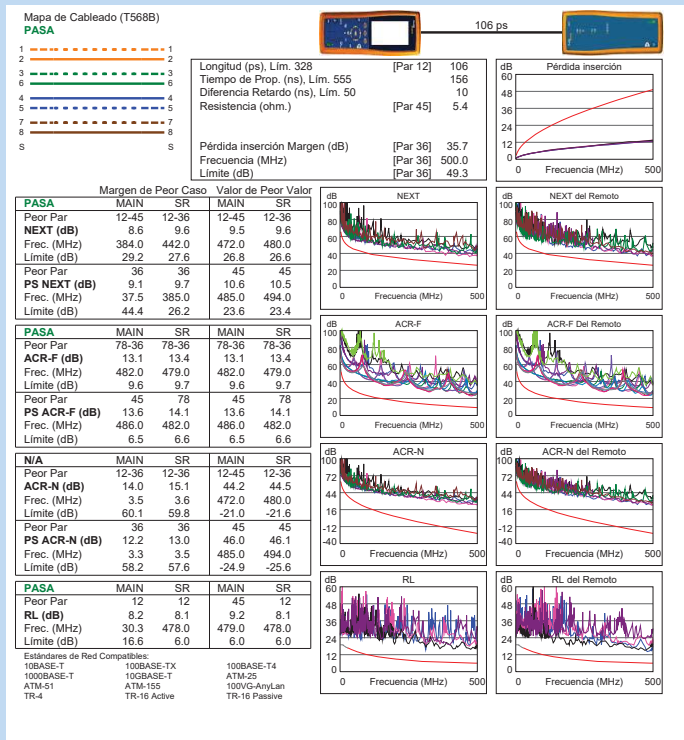 Mapa de Cableado (T568B)
PASA
1 1
2 2
3 3
6 6
4 4
5 5
7 7
8 8
S S
106 ps
Longitud (ps), Lím. 328 [Par 12] 106
Tiempo de Prop. (ns), Lím. 555 156
Diferencia Retardo (ns), Lím. 50 10
Resistencia (ohm.) [Par 45] 5.4
Pérdida inserción Margen (dB) [Par 36] 35.7
Frecuencia (MHz) [Par 36] 500.0
Límite (dB) [Par 36] 49.3
dB Pérdida inserción
60
48
36
24
12
0
0 Frecuencia (MHz) 500
Margen de Peor Caso Valor de Peor Valor
PASA MAIN SR MAIN SR
Peor Par 12-45 12-36 12-45 12-36
NEXT (dB) 8.6 9.6 9.5 9.6
Frec. (MHz) 384.0 442.0 472.0 480.0
Límite (dB) 29.2 27.6 26.8 26.6
Peor Par 36 36 45 45
PS NEXT (dB) 9.1 9.7 10.6 10.5
Frec. (MHz) 37.5 385.0 485.0 494.0
Límite (dB) 44.4 26.2 23.6 23.4
PASA MAIN SR MAIN SR
Peor Par 78-36 78-36 78-36 78-36
ACR-F (dB) 13.1 13.4 13.1 13.4
Frec. (MHz) 482.0 479.0 482.0 479.0
Límite (dB) 9.6 9.7 9.6 9.7
Peor Par 45 78 45 78
PS ACR-F (dB) 13.6 14.1 13.6 14.1
Frec. (MHz) 486.0 482.0 486.0 482.0
Límite (dB) 6.5 6.6 6.5 6.6
N/A MAIN SR MAIN SR
Peor Par 12-36 12-36 12-45 12-36
ACR-N (dB) 14.0 15.1 44.2 44.5
Frec. (MHz) 3.5 3.6 472.0 480.0
Límite (dB) 60.1 59.8 -21.0 -21.6
Peor Par 36 36 45 45
PS ACR-N (dB) 12.2 13.0 46.0 46.1
Frec. (MHz) 3.3 3.5 485.0 494.0
Límite (dB) 58.2 57.6 -24.9 -25.6
PASA MAIN SR MAIN SR
Peor Par 12 12 45 12
RL (dB) 8.2 8.1 9.2 8.1
Frec. (MHz) 30.3 478.0 479.0 478.0
Límite (dB) 16.6 6.0 6.0 6.0
Estándares de Red Compatibles:
10BASE-T 100BASE-TX 100BASE-T4
1000BASE-T 10GBASE-T ATM-25
ATM-51 ATM-155 100VG-AnyLan
TR-4 TR-16 Active TR-16 Passive
dB NEXT
100
80
60
40
20
0
0 Frecuencia (MHz) 500
dB NEXT del Remoto
100
80
60
40
20
0
0 Frecuencia (MHz) 500
dB ACR-F
100
80
60
40
20
0
0 Frecuencia (MHz) 500
dB ACR-F Del Remoto
100
80
60
40
20
0
0 Frecuencia (MHz) 500
dB ACR-N
100
72
44
16
-12
-40
0 Frecuencia (MHz) 500
dB ACR-N del Remoto
100
72
44
16
-12
-40
0 Frecuencia (MHz) 500
dB RL
60
48
36
24
12
0
0 Frecuencia (MHz) 500
dB RL del Remoto
60
48
36
24
12
0
0 Frecuencia (MHz) 500